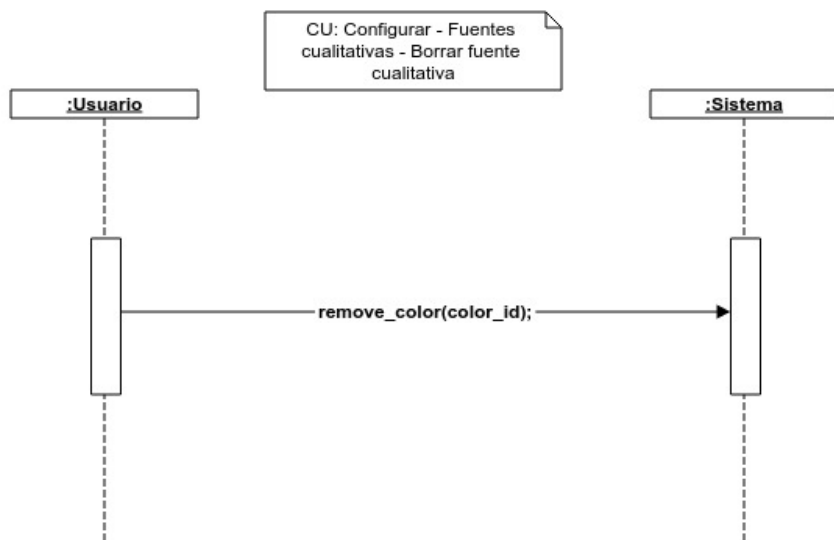 CU: Configurar - Fuentes
cualitativas - Borrar fuente
cualitativa
:Usuario
:Sistema
remove_color(color_id);